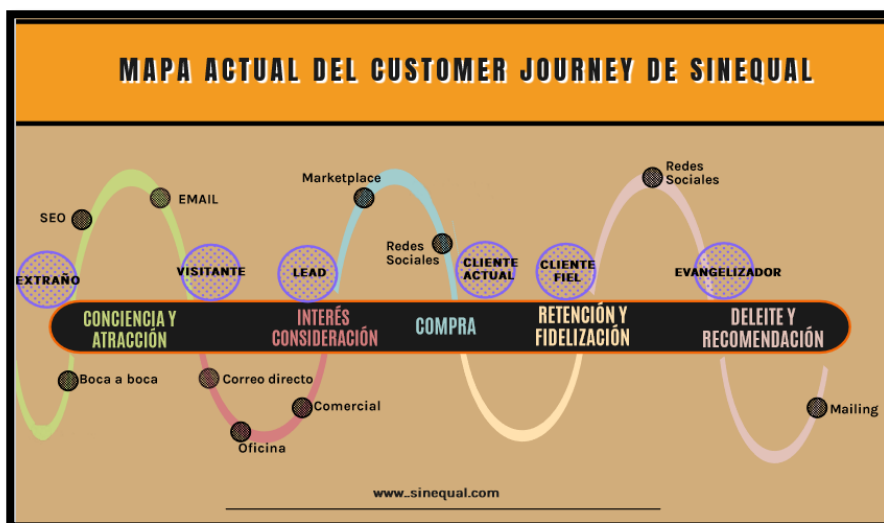 MAPA ACTUAL DEL CUSTOMER JOURNEY DE SINEQUAL
Redes
Sociales
Marketplace
EMAIL
SEO
Redes
Sociales
EXTRAÑO
VISITANTE
LEAD
CLIENTE
ACTUAL
CLIENTE
FIEL
EVANGELIZADOR
CONCIENCIA Y
ATRACCIÓN
INTERÉS
CONSIDERACIÓN
COMPRA
RETENCIÓN Y
FIDELIZACIÓN
DELEITE Y
RECOMENDACIÓN
Boca a boca
Correo directo
Comercial
Oficina
Mailing
www.sinequal.com